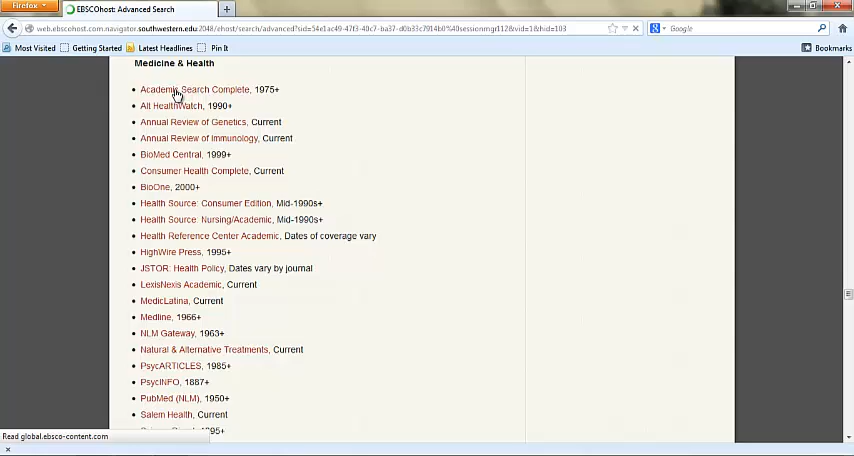 Firefox
EBSCOhost: Advanced Search
web.ebscohost.com.navigator.southwestern.edu:2048/ehost/search/advanced?sid=54e1ac49-47f3-40c7-ba37-d0b33c7914b0%40sessionmgr112&vid=1&hid=103
Google
Most Visited
Getting Started
Latest Headlines
Pin It
Bookmarks
Medicine & Health
Academic Search Complete, 1975+
Alt HealthWatch, 1990+
Annual Review of Genetics, Current
Annual Review of Immunology, Current
BioMed Central, 1999+
Consumer Health Complete, Current
BioOne, 2000+
Health Source: Consumer Edition, Mid-1990s+
Health Source: Nursing/Academic, Mid-1990s+
Health Reference Center Academic, Dates of coverage vary
HighWire Press, 1995+
JSTOR: Health Policy, Dates vary by journal
LexisNexis Academic, Current
MedicLatina, Current
Medline, 1966+
NLM Gateway, 1963+
Natural & Alternative Treatments, Current
PsycARTICLES, 1985+
PsycINFO, 1887+
PubMed (NLM), 1950+
Salem Health, Current
Read global.ebsco-content.com